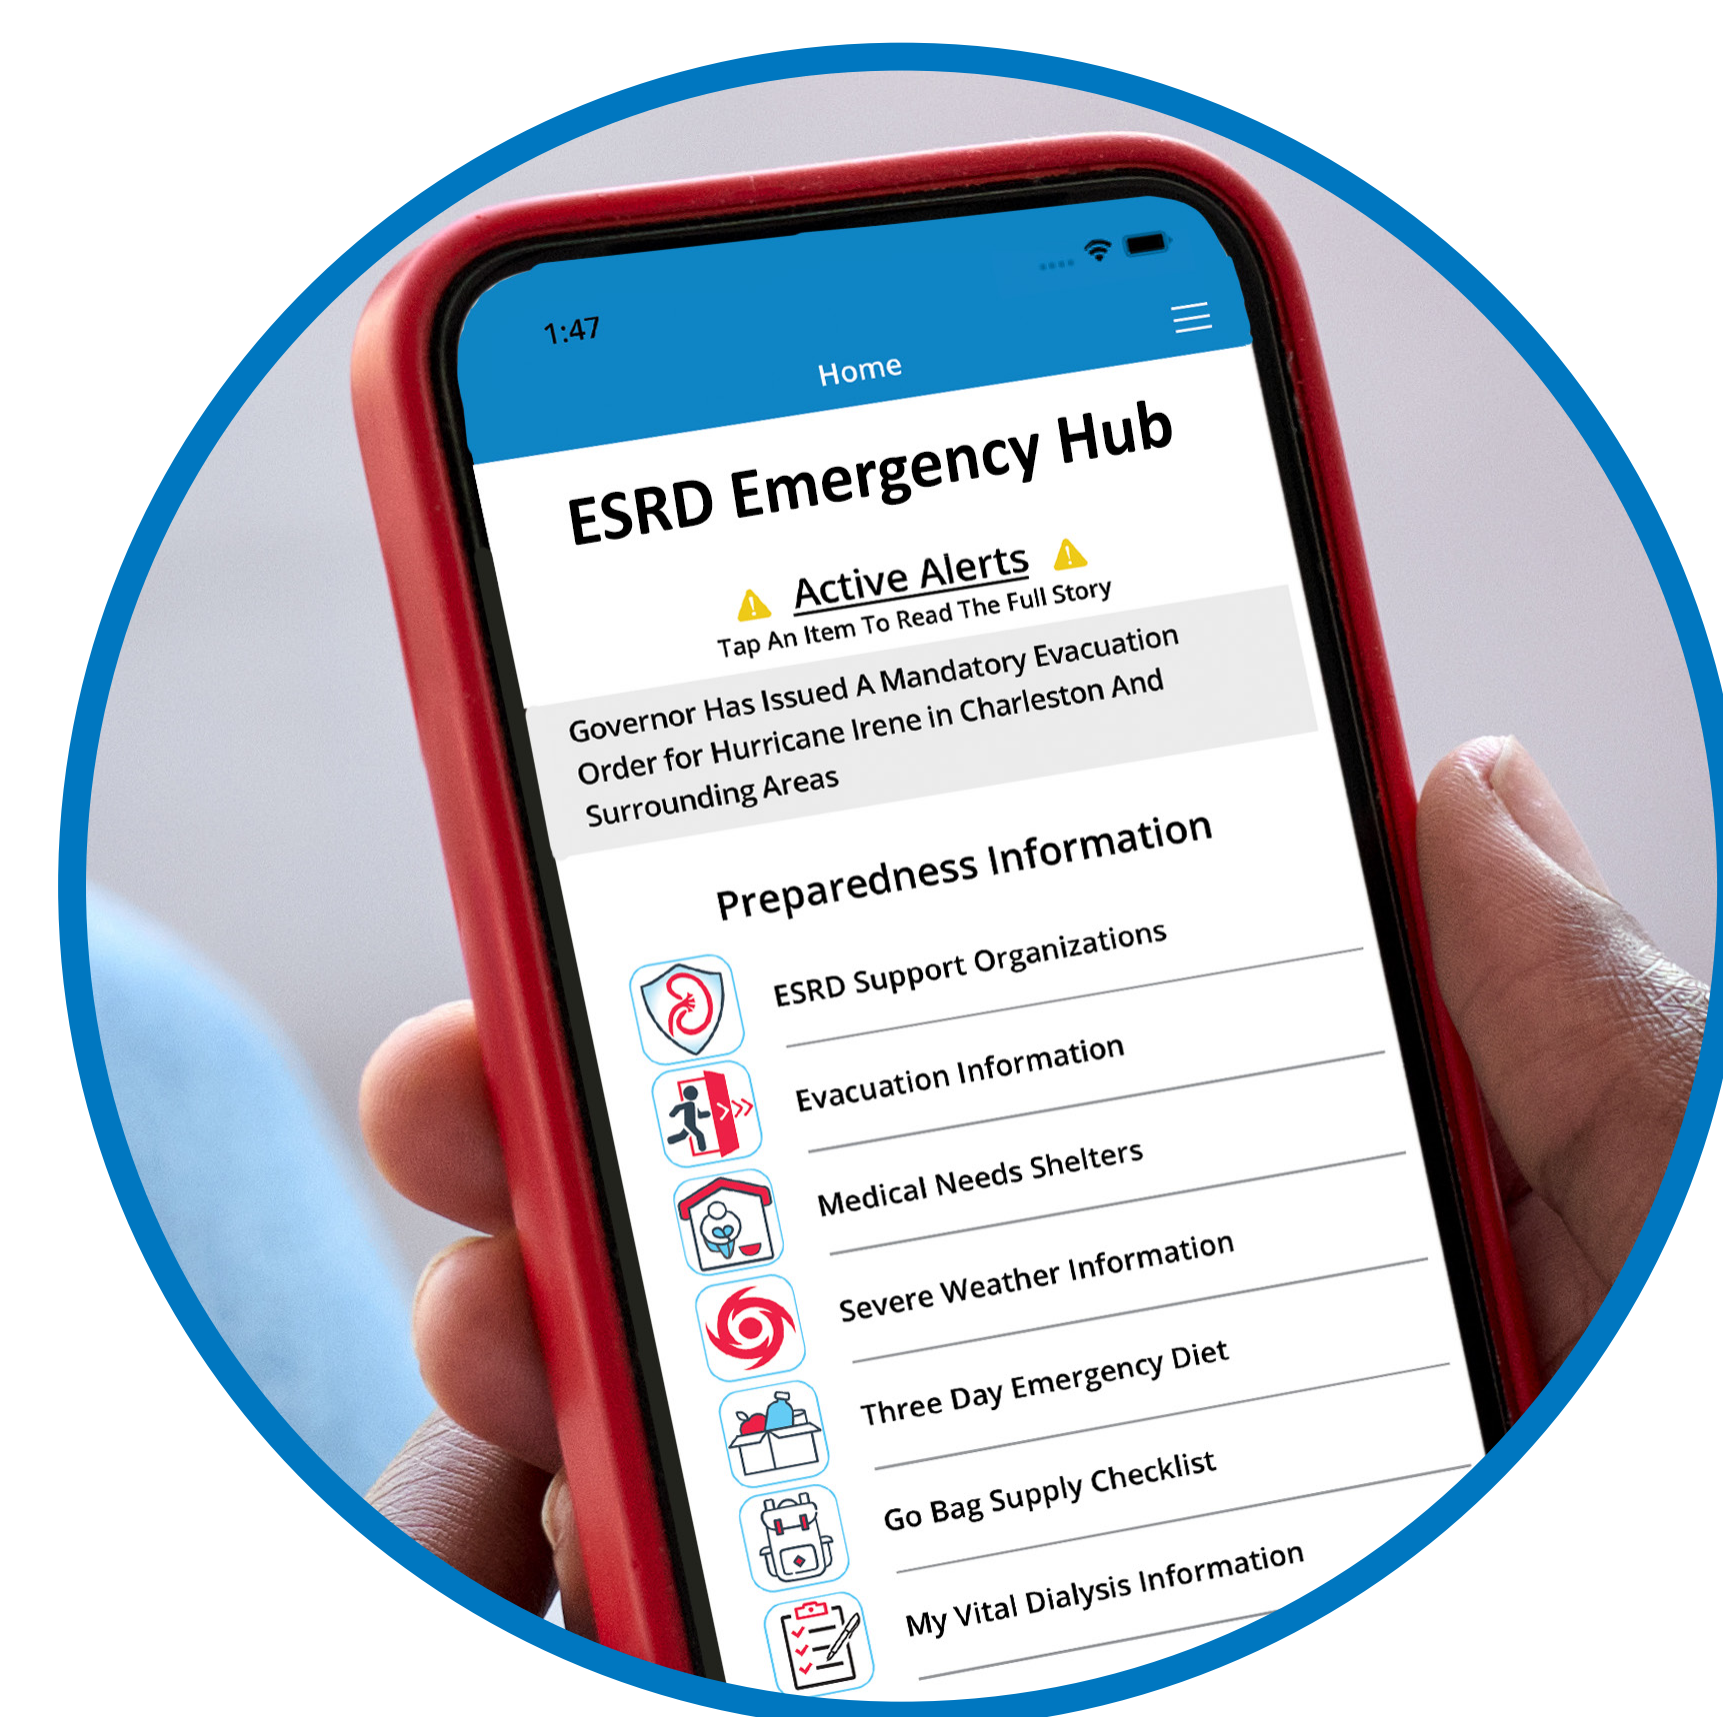 1:47
Home
ESRD Emergency Hub
Active Alerts
Tap An Item To Read The Full Story
Governor Has Issued A Mandatory Evacuation
Order for Hurricane Irene in Charleston And
Surrounding Areas
Preparedness Information
ESRD Support Organizations
Evacuation Information
Medical Needs Shelters
Severe Weather Information
Three Day Emergency Diet
Go Bag Supply Checklist
My Vital Dialysis Information